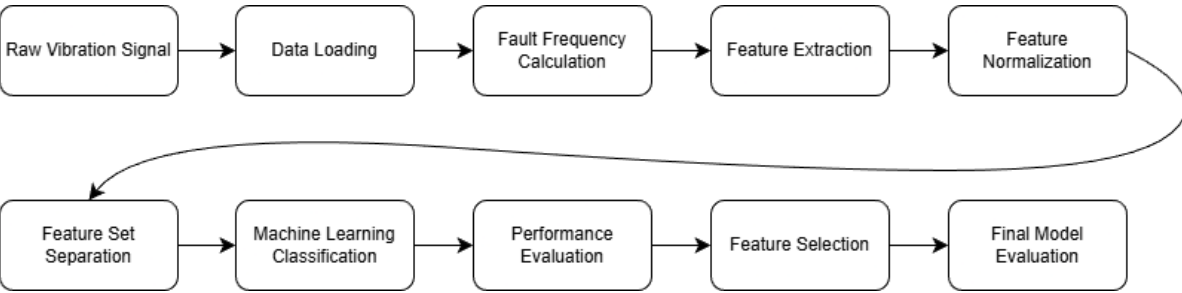 Raw Vibration Signal
Data Loading
Fault Frequency
Calculation
Feature Extraction
Feature
Normalization
Feature Set
Separation
Machine Learning
Classification
Performance
Evaluation
Feature Selection
Final Model
Evaluation